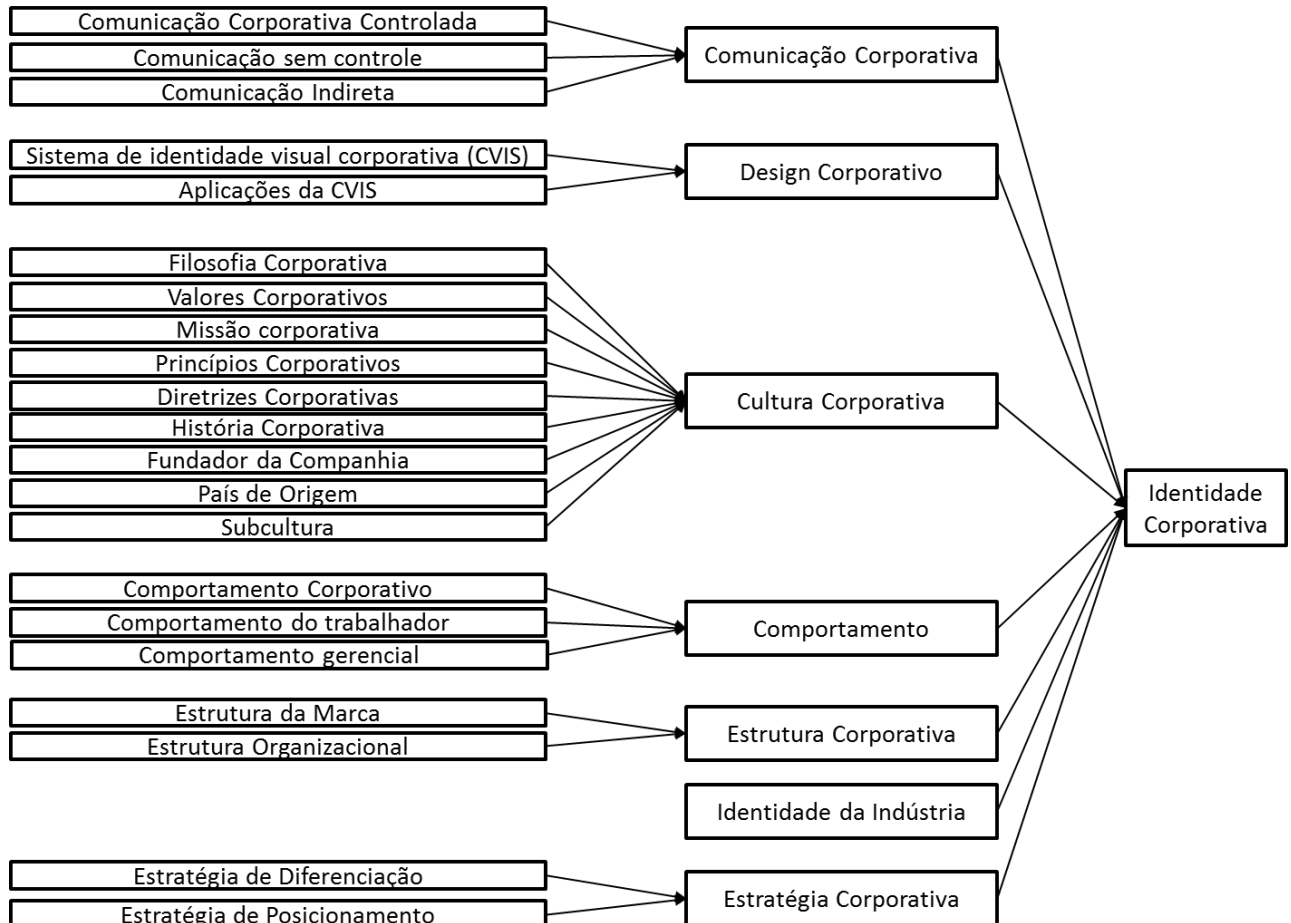 Comunicação Corporativa Controlada
Comunicação sem controle
Comunicação Indireta
Comunicação Corporativa
Sistema de identidade visual corporativa (CVIS)
Aplicações da CVIS
Design Corporativo
Filosofia Corporativa
Valores Corporativos
Missão corporativa
Princípios Corporativos
Diretrizes Corporativas
História Corporativa
Fundador da Companhia
País de Origem
Subcultura
Cultura Corporativa
Comportamento Corporativo
Comportamento do trabalhador
Comportamento gerencial
Comportamento
Estrutura da Marca
Estrutura Organizacional
Estrutura Corporativa
Identidade da Indústria
Estratégia de Diferenciação
Estratégia de Posicionamento
Estratégia Corporativa
Identidade
Corporativa